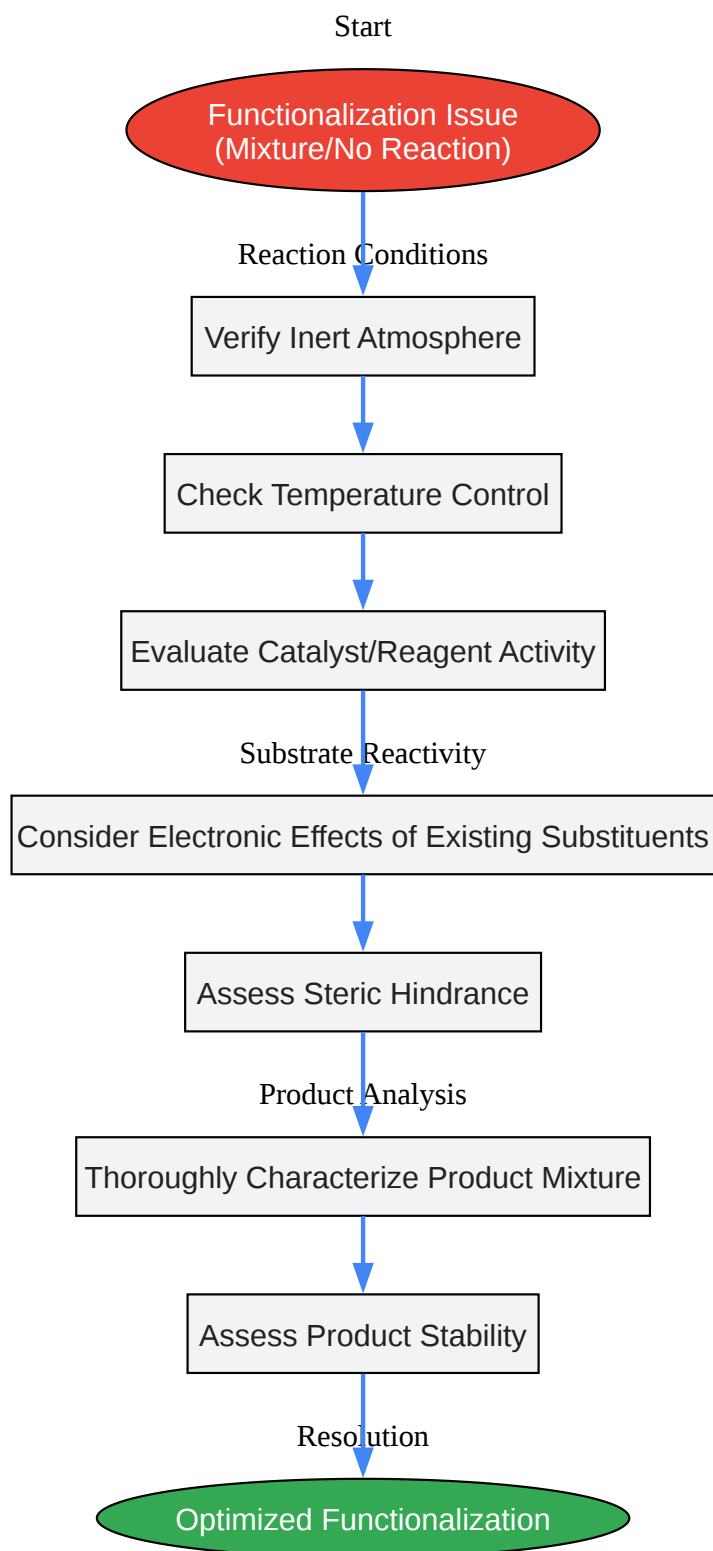 Start
Functionalization Issue
(Mixture/No Reaction)
Reaction Conditions
Verify Inert Atmosphere
Check Temperature Control
Evaluate Catalyst/Reagent Activity
Substrate Reactivity
Consider Electronic Effects of Existing Substituents
Assess Steric Hindrance
Product Analysis
Thoroughly Characterize Product Mixture
Assess Product Stability
Resolution
Optimized Functionalization